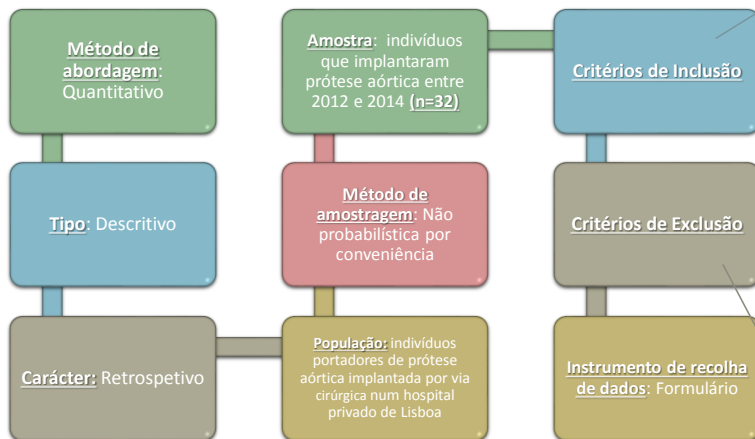 Método de
abordagem:
Quantitativo
Tipo: Descritivo
Carácter: Retrospetivo
População: indivíduos
portadores de prótese
aórtica implantada por via
cirúrgica num hospital
privado de Lisboa
Método de
amostragem: Não
probabilística por
conveniência
Amostra: indivíduos
que implantaram
prótese aórtica entre
2012 e 2014 (n=32)
Critérios de Inclusão
Critérios de Exclusão
Instrumento de recolha
de dados: Formulário